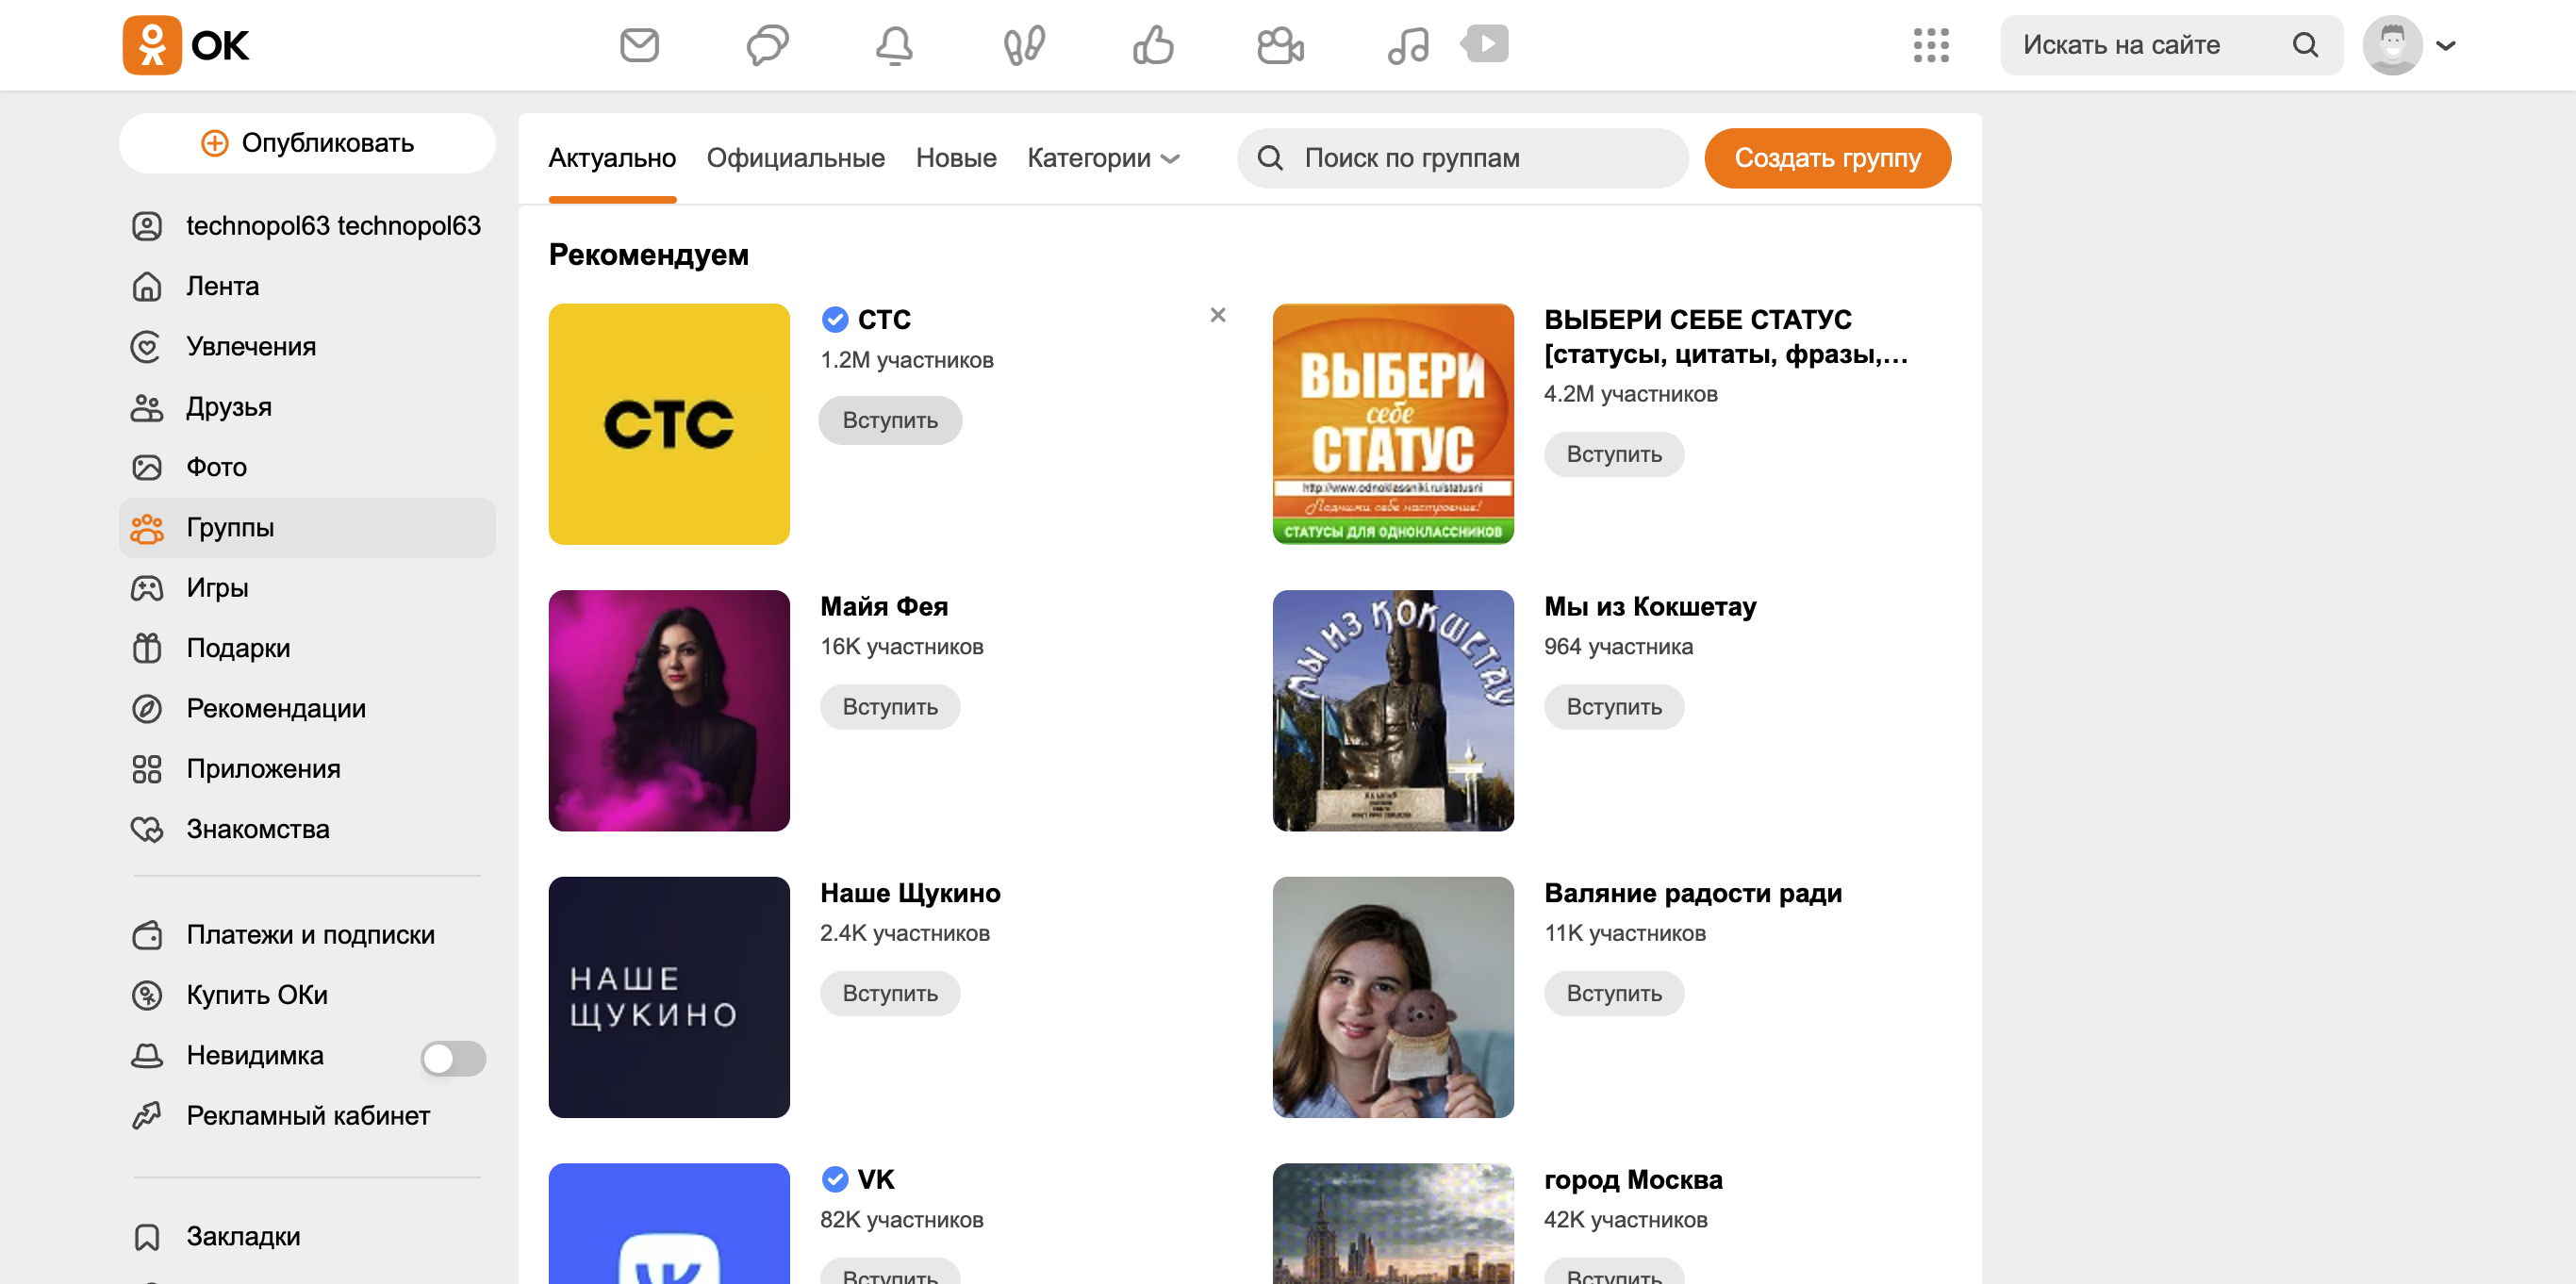 ОК
Искать на сайте
Опубликовать
technopol63 technopol63
Лента
Увлечения
Друзья
Фото
Группы
Игры
Подарки
Рекомендации
Приложения
Знакомства
Платежи и подписки
Купить ОКи
Невидимка
Рекламный кабинет
Закладки
Актуально
Официальные
Новые
Категории
Поиск по группам
Создать группу
Рекомендуем
СТС
СТС
1.2M участников
Вступить
ВЫБЕРИ
себе
СТАТУС
http://www.odnoklassniki.ru/statusni
Подними себе настроение!
СТАТУСЫ ДЛЯ ОДНОКЛАССНИКОВ
ВЫБЕРИ СЕБЕ СТАТУС
[статусы, цитаты, фразы,...
4.2M участников
Вступить
Майя Фея
16K участников
Вступить
МЫ ИЗ КОКШЕТАУ
Мы из Кокшетау
964 участника
Вступить
НАШЕ
ЩУКИНО
Наше Щукино
2.4K участников
Вступить
Валяние радости ради
11K участников
Вступить
VK
82K участников
Вступить
город Москва
42K участников
Вступить